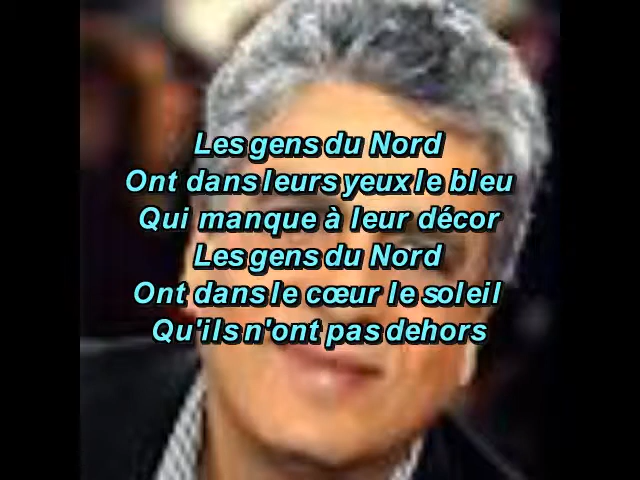 Les gens du Nord
Ont dans leurs yeux le bleu
Qui manque à leur décor
Les gens du Nord
Ont dans le cœur le soleil
Qu'ils n'ont pas dehors